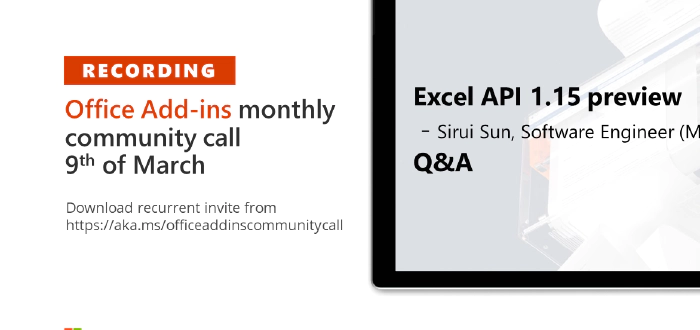 RECORDING
Office Add-ins monthly
community call
9th of March
Download recurrent invite from
https://aka.ms/officeaddinscommunitycall
Excel API 1.15 preview
- Sirui Sun, Software Engineer (M
Q&A